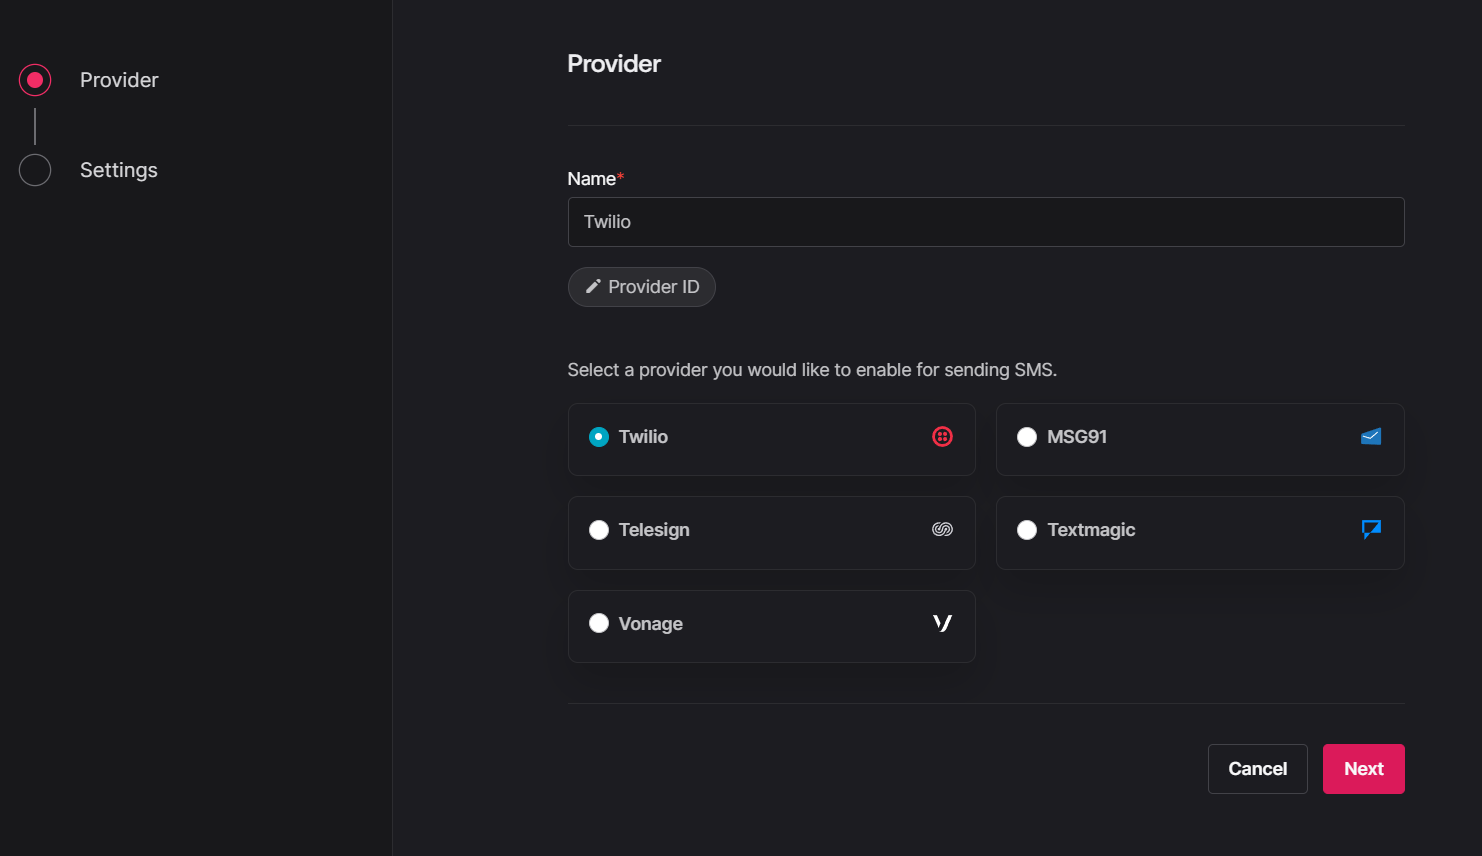 Provider
Settings
Provider
Name*
Twilio
Provider ID
Select a provider you would like to enable for sending SMS.
Twilio
MSG91
Telesign
Textmagic
Vonage
Cancel
Next